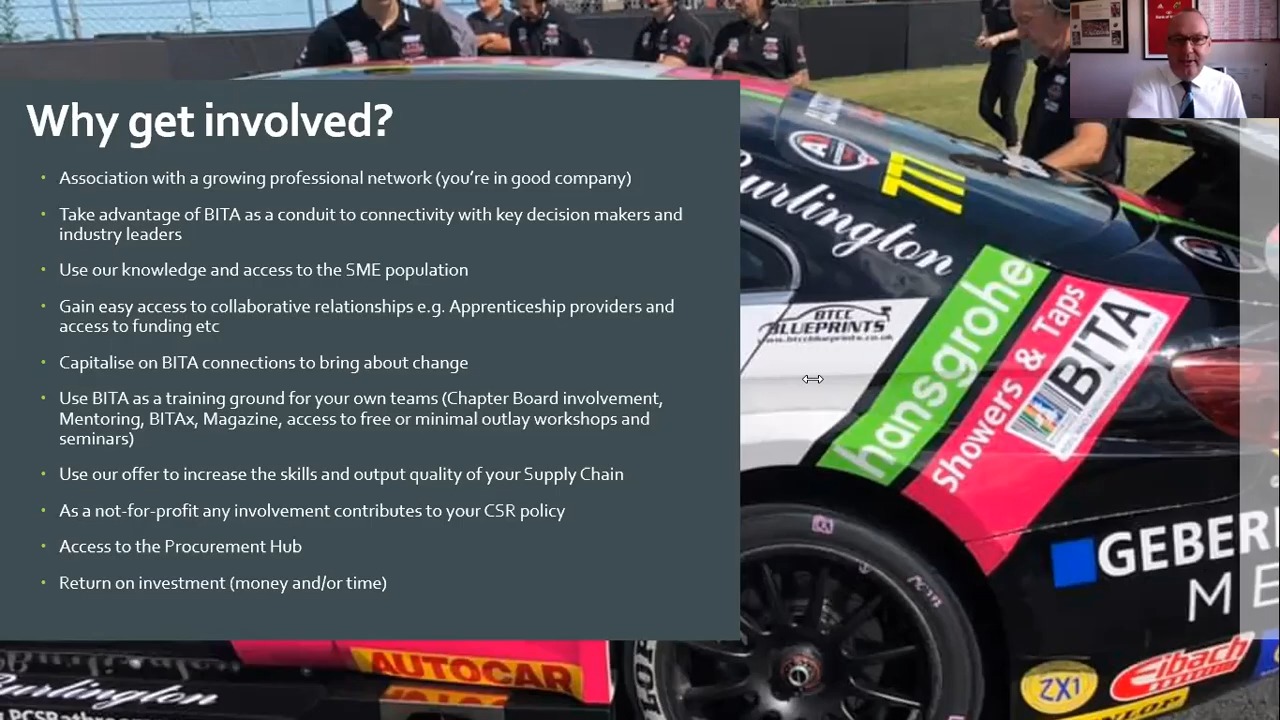 Why get involved?
Association with a growing professional network (you’re in good company)
Take advantage of BITA as a conduit to connectivity with key decision makers and
industry leaders
Use our knowledge and access to the SME population
Gain easy access to collaborative relationships e.g. Apprenticeship providers and
access to funding etc
Capitalise on BITA connections to bring about change
Use BITA as a training ground for your own teams (Chapter Board involvement,
Mentoring, BITAx, Magazine, access to free or minimal outlay workshops and
seminars)
Use our offer to increase the skills and output quality of your Supply Chain
As a not-for-profit any involvement contributes to your CSR policy
Access to the Procurement Hub
Return on investment (money and/or time)
77
Burlington
BTCC
BLUEPRINTS
www.btccblueprints.co.uk
hansgrohe
Showers & Taps
BITA
GEBERI
ME
Eibach
ZX1
DUNLOP
AUTOCAR
Burlington